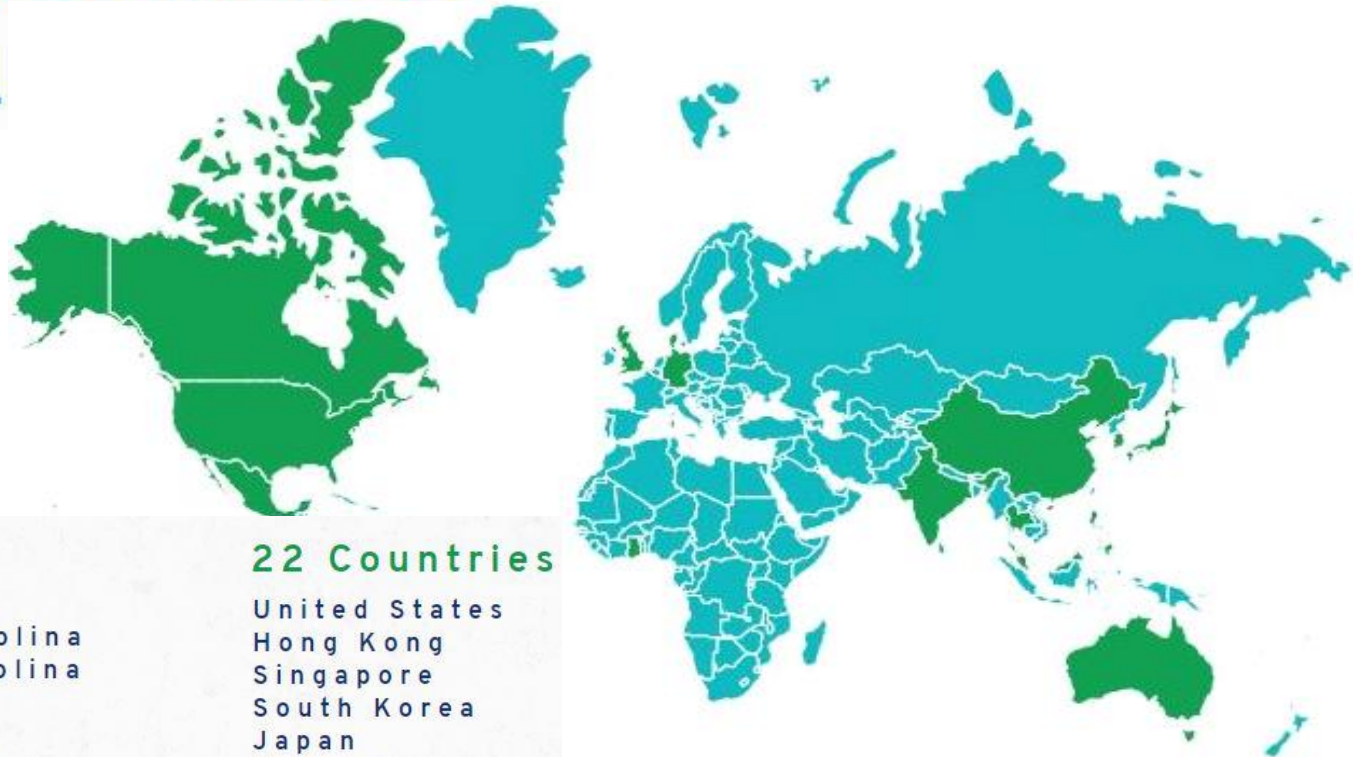 22 Countries
United States
olina
Hong Kong
olina
Singapore
South Korea
Japan